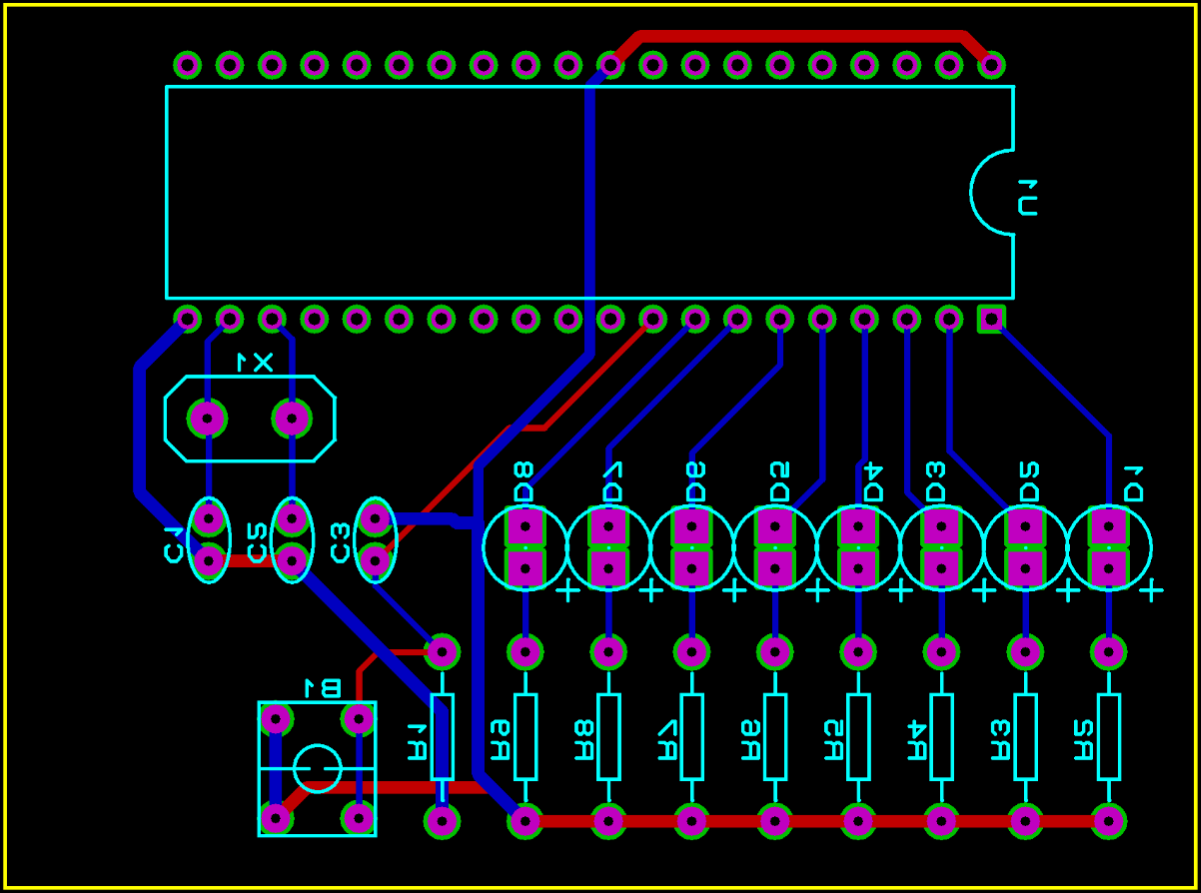 U1
X1
D8 D7 D6 D5 D4 D3 D2 D1
C1 C2 C3
+ + + + + + + +
B1
R1 R9 R8 R7 R6 R5 R4 R3 R2